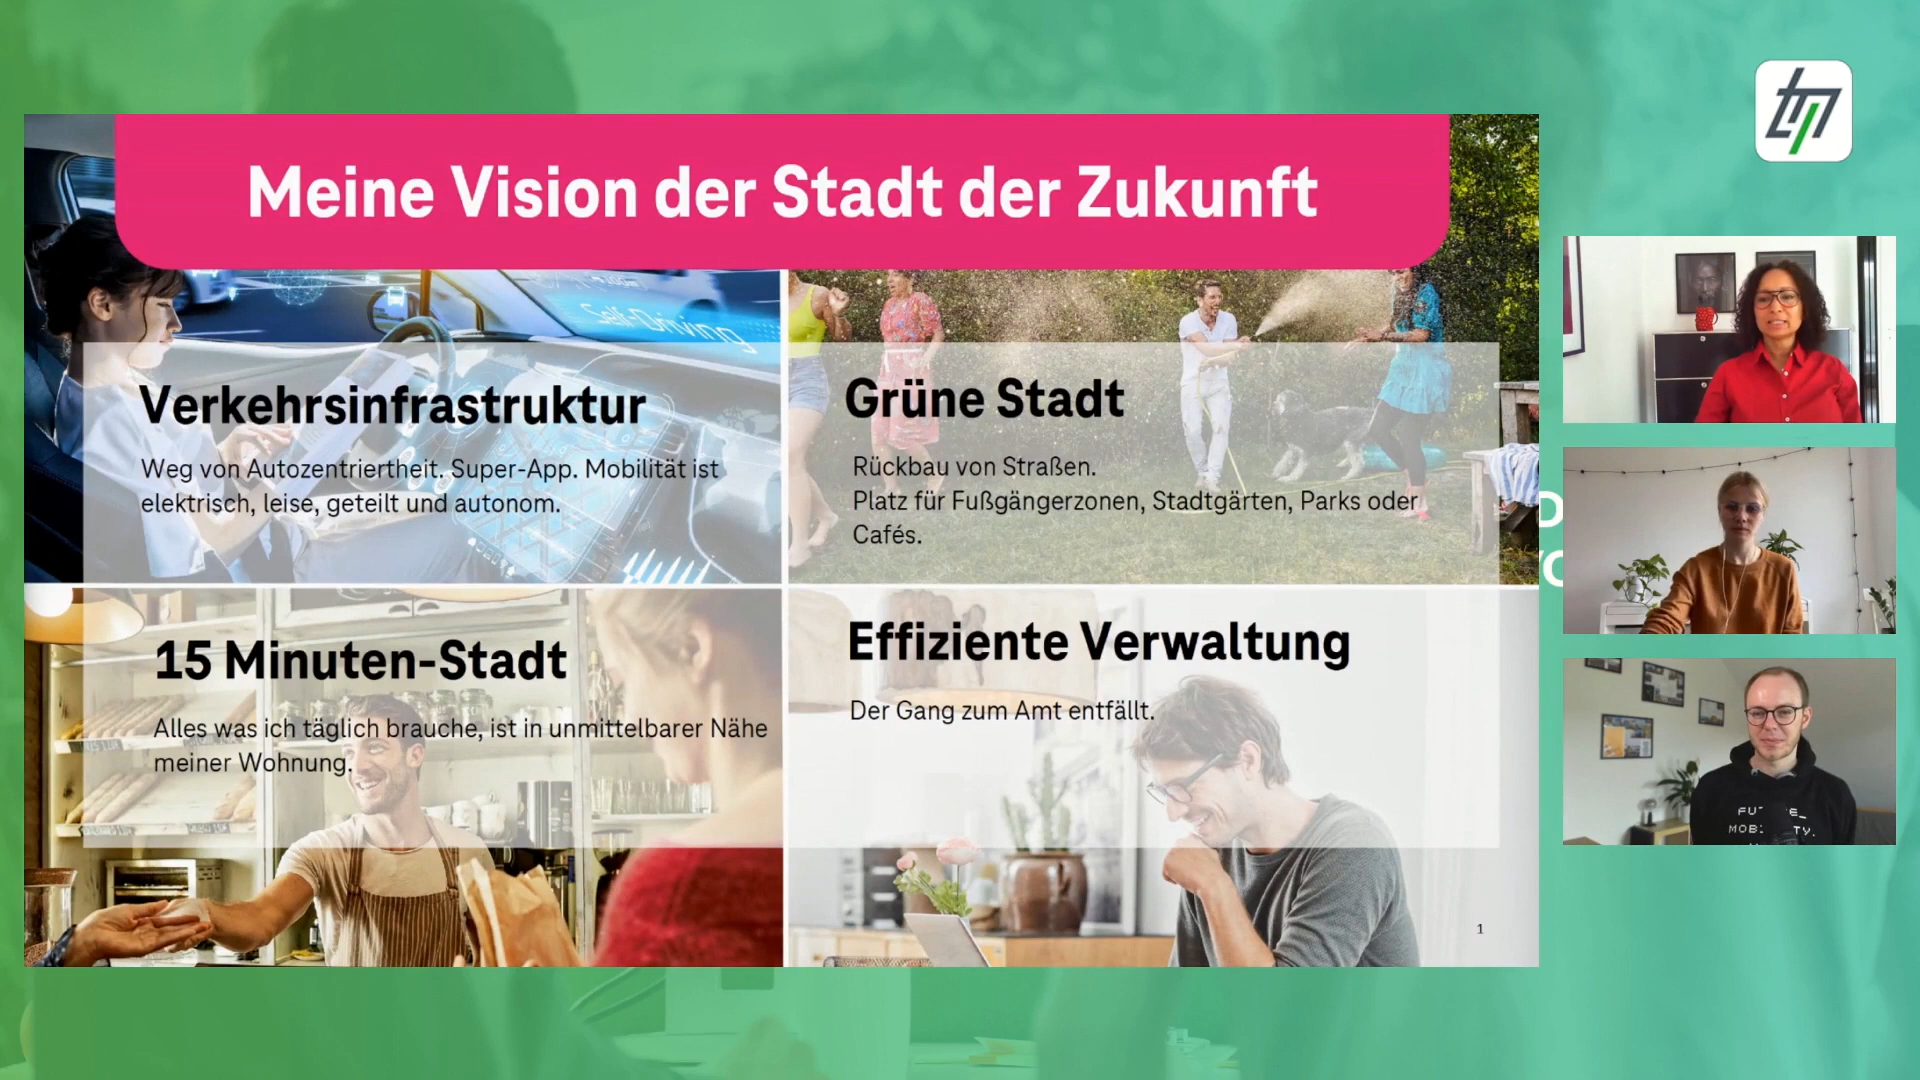 Meine Vision der Stadt der Zukunft
Self-Driving
Verkehrsinfrastruktur
Weg von Autozentriertheit. Super-App. Mobilität ist
elektrisch, leise, geteilt und autonom.
Grüne Stadt
Rückbau von Straßen.
Platz für Fußgängerzonen, Stadtgärten, Parks oder
Cafés.
15 Minuten-Stadt
Alles was ich täglich brauche, ist in unmittelbarer Nähe
meiner Wohnung.
Effiziente Verwaltung
Der Gang zum Amt entfällt.
1